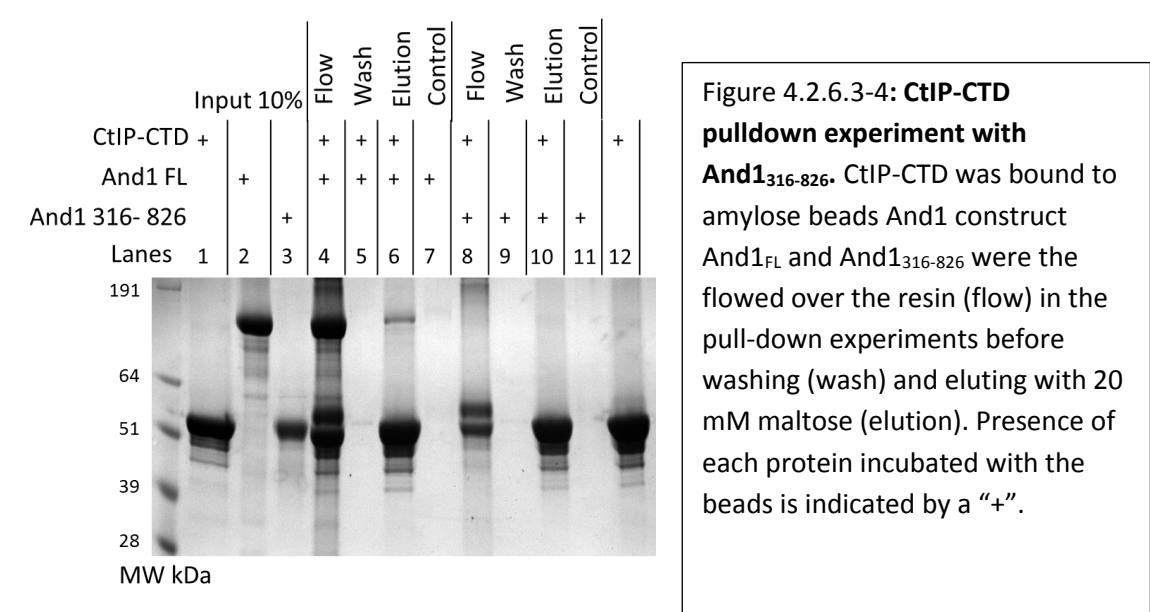 Flow Wash Elution Control Flow Wash Elution Control
Input 10%
CtIP-CTD + + + + + + +
And1 FL + + + + +
And1 316- 826 + + + + +
Lanes 1 2 3 4 5 6 7 8 9 10 11 12
191
64
51
39
28
MW kDa
Figure 4.2.6.3-4: CtIP-CTD
pulldown experiment with
And1316-826. CtIP-CTD was bound to
amylose beads And1 construct
And1FL and And1316-826 were the
flowed over the resin (flow) in the
pull-down experiments before
washing (wash) and eluting with 20
mM maltose (elution). Presence of
each protein incubated with the
beads is indicated by a “+”.